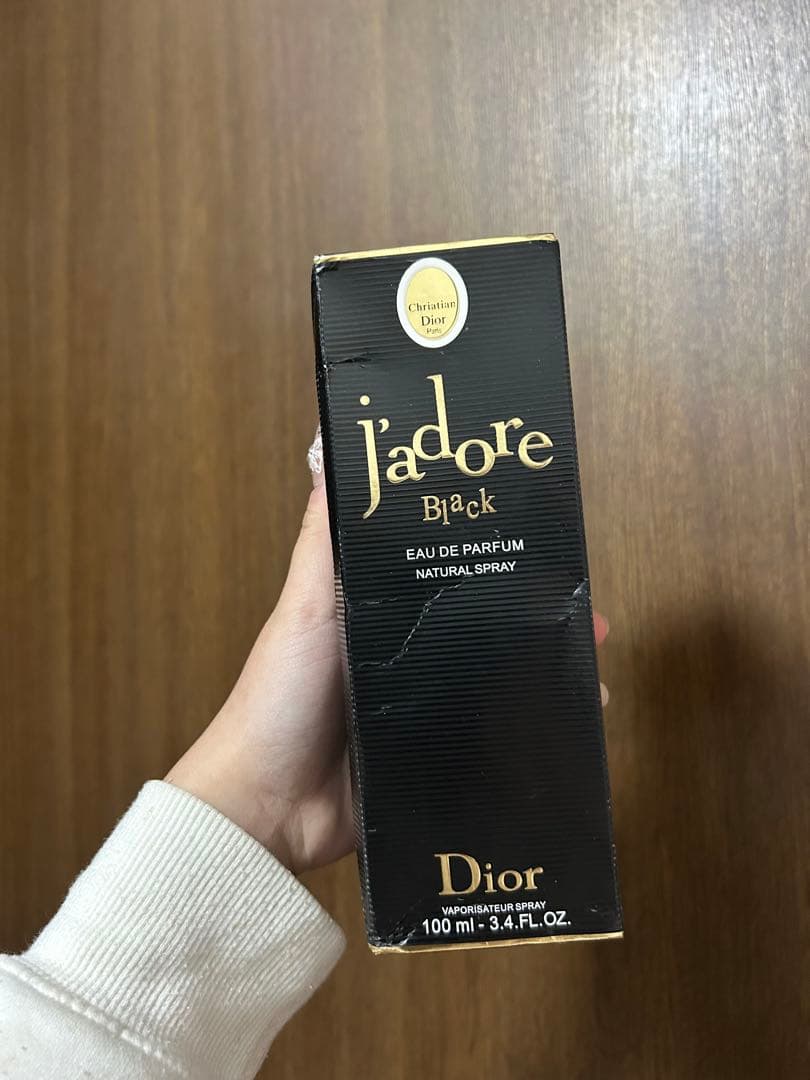 Chriatian
Dior
Paris
j'adore
Black
EAU DE PARFUM
NATURAL SPRAY
Dior
VAPORISATEUR SPRAY
100 ml - 3.4.FL.OZ.